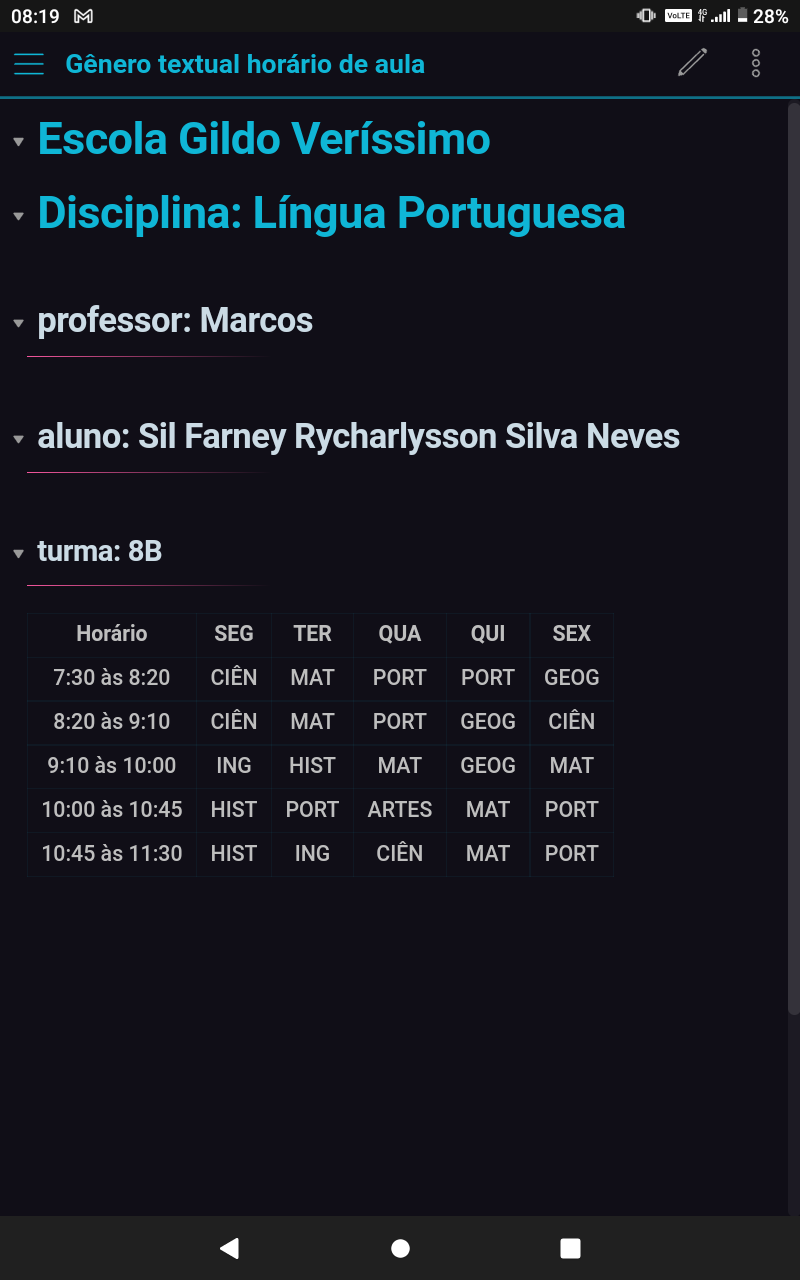 08:19 VoLTE 4G 28%
Gênero textual horário de aula
Escola Gildo Veríssimo
Disciplina: Língua Portuguesa
professor: Marcos
aluno: Sil Farney Rycharlysson Silva Neves
turma: 8B
Horário SEG TER QUA QUI SEX
7:30 às 8:20 CIÊN MAT PORT PORT GEOG
8:20 às 9:10 CIÊN MAT PORT GEOG CIÊN
9:10 às 10:00 ING HIST MAT GEOG MAT
10:00 às 10:45 HIST PORT ARTES MAT PORT
10:45 às 11:30 HIST ING CIÊN MAT PORT